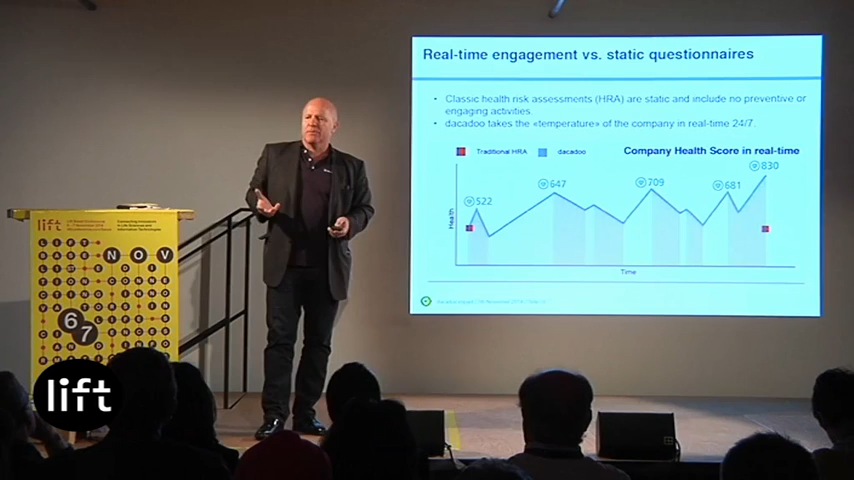 Real-time engagement vs. static questionnaires
• Classic health risk assessments (HRA) are static and include no preventive or
engaging activities.
• dacadoo takes the «temperature» of the company in real-time 24/7.
Traditional HRA
dacadoo
Company Health Score in real-time
522
647
709
681
830
Health
Time
lift
NOV
67
lift